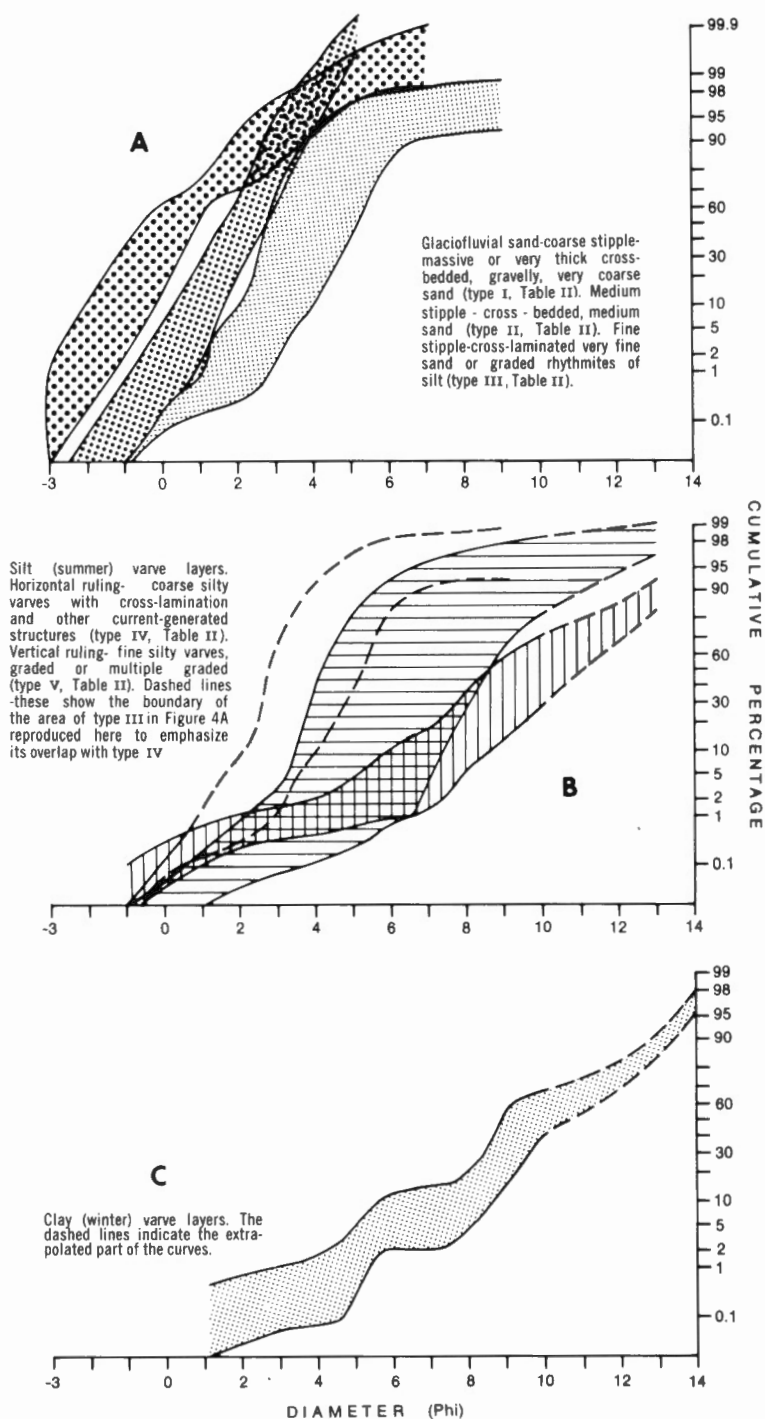 A
99.9
99
98
95
90
60
30
10
5
2
1
0.1
Glaciofluvial sand-coarse stipple-
massive or very thick cross-
bedded, gravelly, very coarse
sand (type I, Table II). Medium
stipple - cross - bedded, medium
sand (type II, Table II). Fine
stipple-cross-laminated very fine
sand or graded rhythmites of
silt (type III, Table II).
-3 0 2 4 6 8 10 12 14
Silt (summer) varve layers.
Horizontal ruling- coarse silty
varves with cross-lamination
and other current-generated
structures (type IV, Table II).
Vertical ruling- fine silty varves,
graded or multiple graded
(type V, Table II). Dashed lines
-these show the boundary of
the area of type III in Figure 4A
reproduced here to emphasize
its overlap with type IV
B
99
98
95
90
60
30
10
5
2
1
0.1
CUMULATIVE PERCENTAGE
-3 0 2 4 6 8 10 12 14
C
Clay (winter) varve layers. The
dashed lines indicate the extra-
polated part of the curves.
99
98
95
90
60
30
10
5
2
1
0.1
-3 0 2 4 6 8 10 12 14
DIAMETER (Phi)